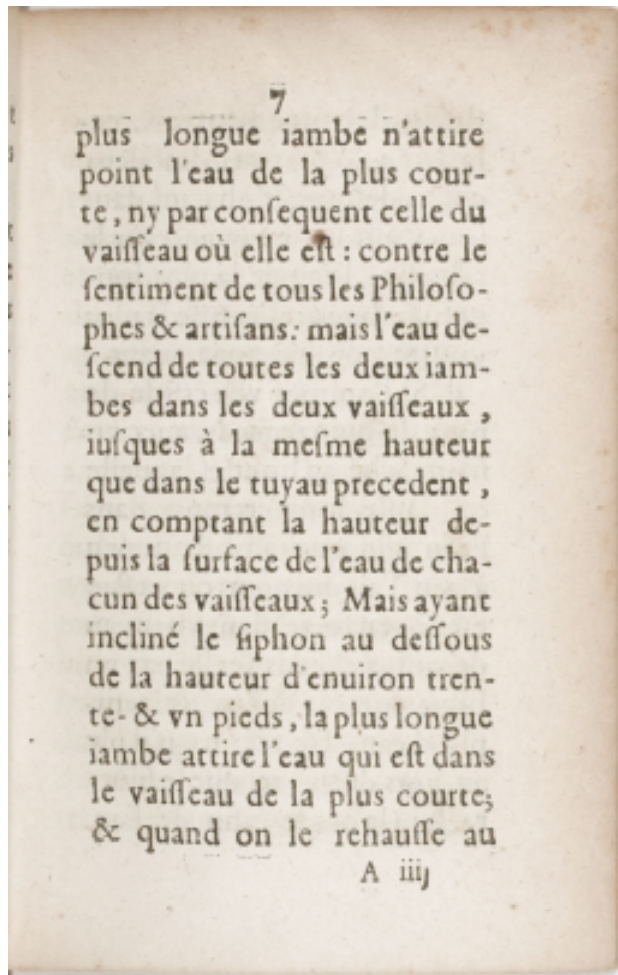 7
plus longue iambe n'attire
point l'eau de la plus cour-
te, ny par conſequent celle du
vaiſſeau où elle eſt : contre le
ſentiment de tous les Philoſo-
phes & artiſans: mais l'eau de-
ſcend de toutes les deux iam-
bes dans les deux vaiſſeaux,
iuſques à la meſme hauteur
que dans le tuyau precedent,
en comptant la hauteur de-
puis la ſurface de l'eau de cha-
cun des vaiſſeaux; Mais ayant
incliné le ſiphon au deſſous
de la hauteur d'enuiron tren-
te- & vn pieds, la plus longue
iambe attire l'eau qui eſt dans
le vaiſſeau de la plus courte;
& quand on le rehauſſe au
A iiij